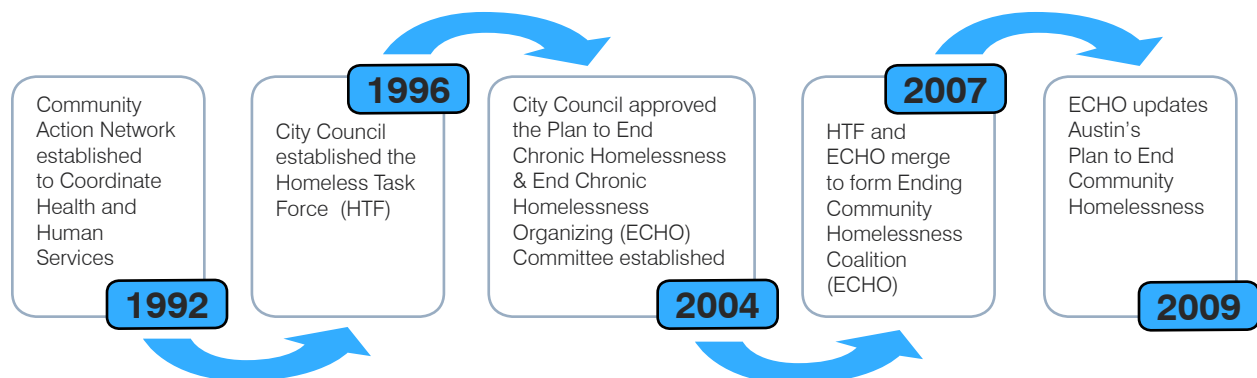 Community
Action Network
established
to Coordinate
Health and
Human
Services
1992
1996
City Council
established the
Homeless Task
Force (HTF)
City Council approved
the Plan to End
Chronic Homelessness
& End Chronic
Homelessness
Organizing (ECHO)
Committee established
2004
2007
HTF and
ECHO merge
to form Ending
Community
Homelessness
Coalition
(ECHO)
ECHO updates
Austin's
Plan to End
Community
Homelessness
2009